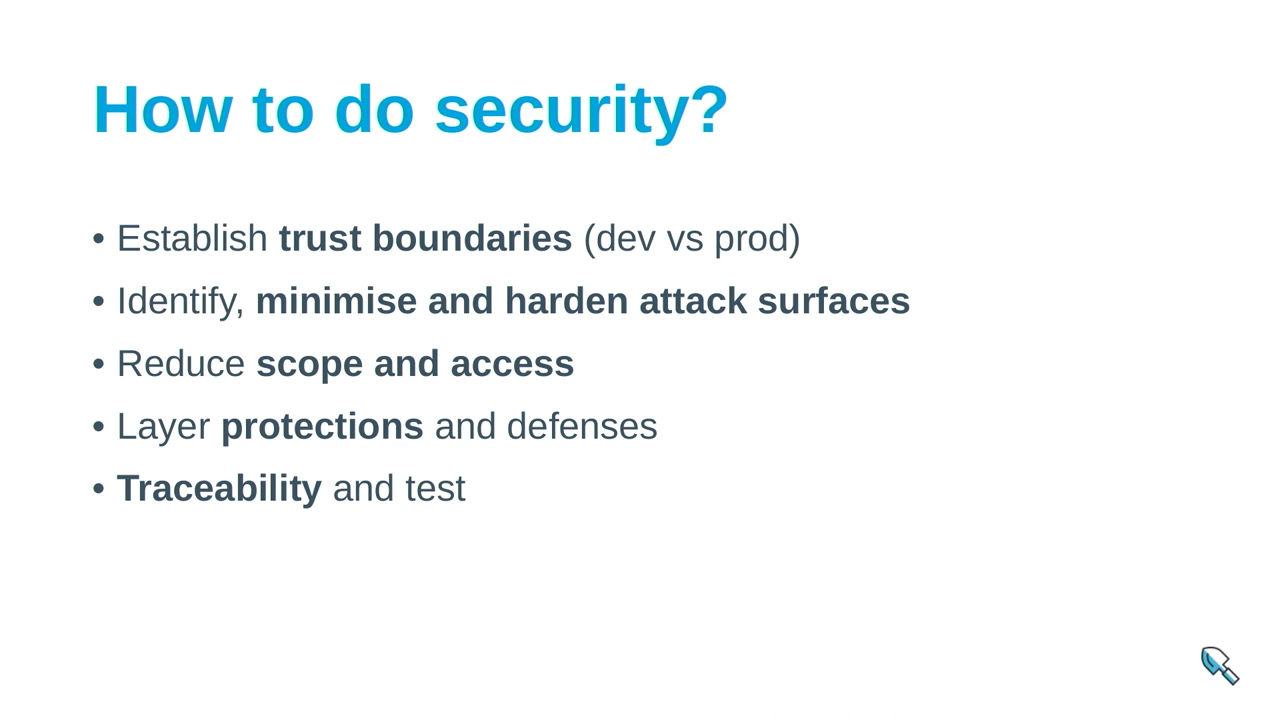 How to do security?
• Establish trust boundaries (dev vs prod)
• Identify, minimise and harden attack surfaces
• Reduce scope and access
• Layer protections and defenses
• Traceability and test